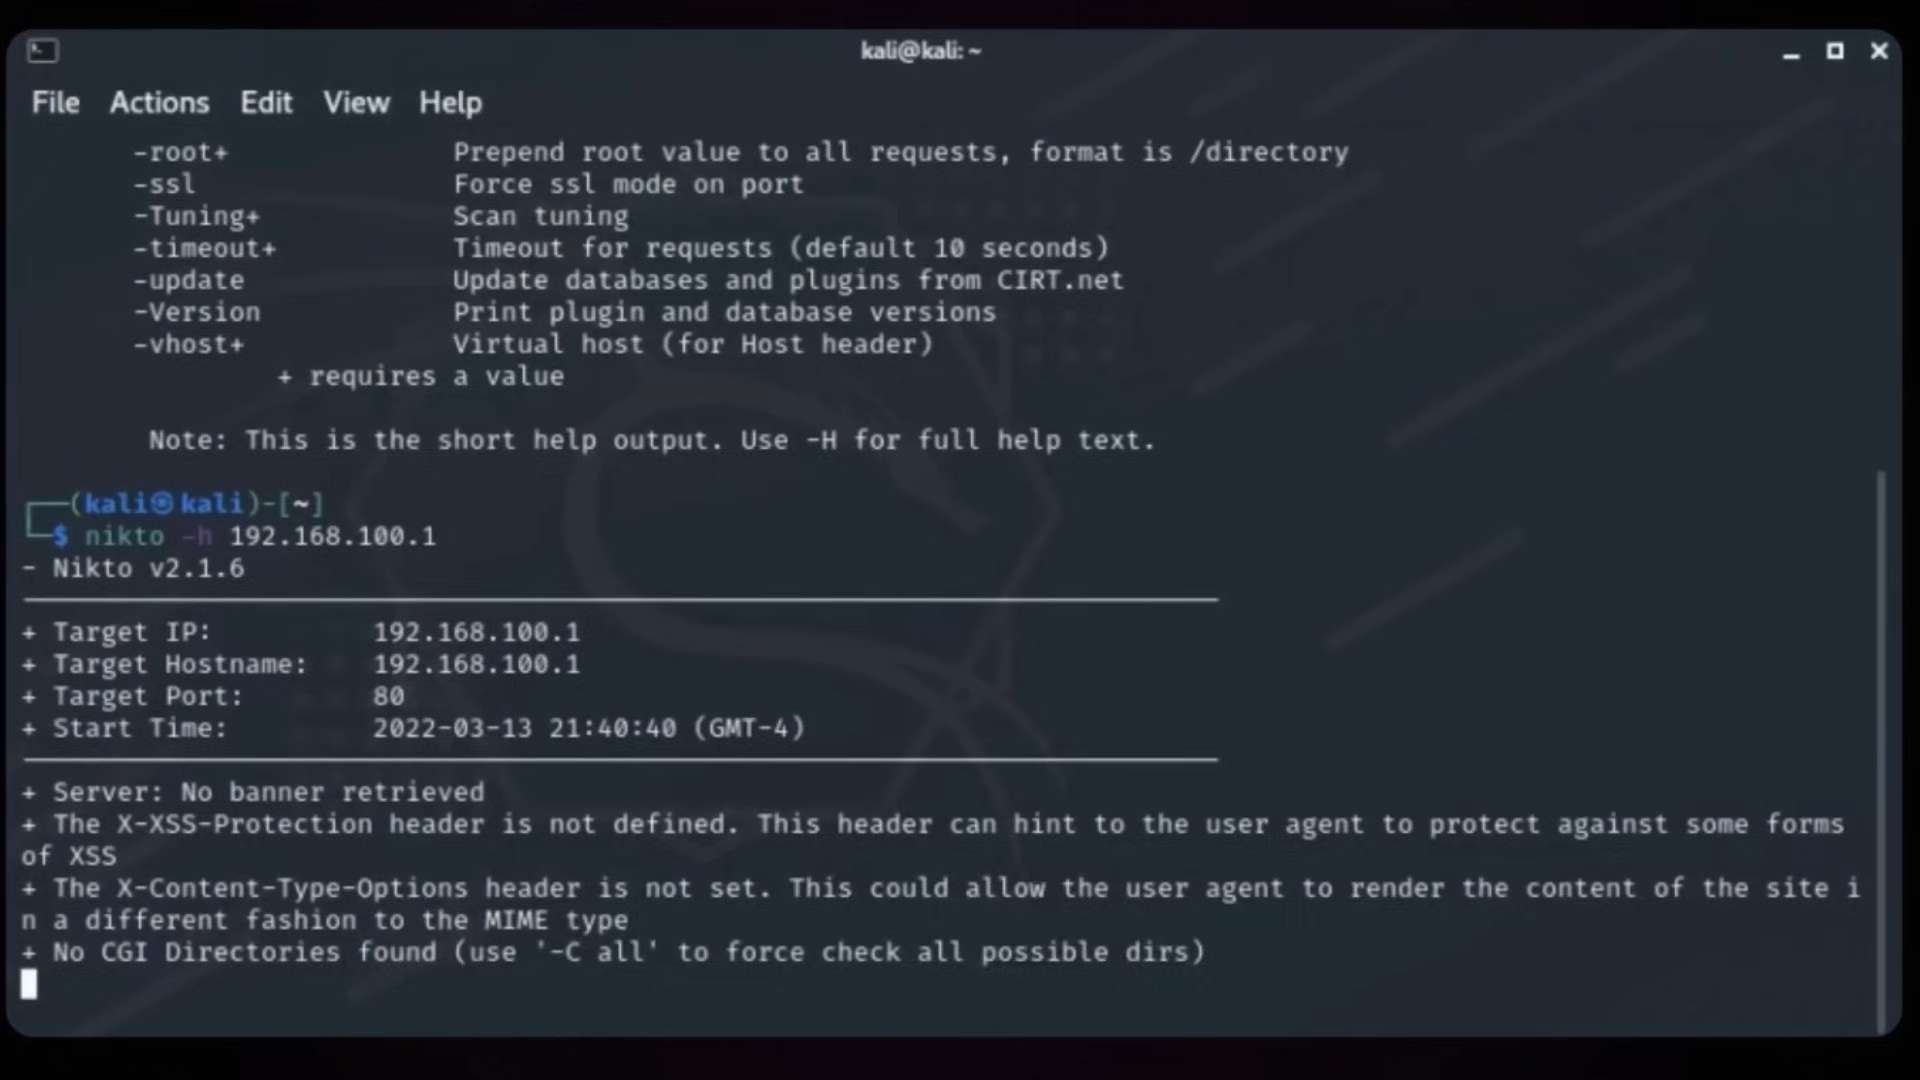 kali@kali: ~
File Actions Edit View Help
-root+ Prepend root value to all requests, format is /directory
-ssl Force ssl mode on port
-Tuning+ Scan tuning
-timeout+ Timeout for requests (default 10 seconds)
-update Update databases and plugins from CIRT.net
-Version Print plugin and database versions
-vhost+ Virtual host (for Host header)
+ requires a value
Note: This is the short help output. Use -H for full help text.
┌──(kali㉿kali)-[~]
└─$ nikto -h 192.168.100.1
- Nikto v2.1.6
+ Target IP: 192.168.100.1
+ Target Hostname: 192.168.100.1
+ Target Port: 80
+ Start Time: 2022-03-13 21:40:40 (GMT-4)
+ Server: No banner retrieved
+ The X-XSS-Protection header is not defined. This header can hint to the user agent to protect against some forms
of XSS
+ The X-Content-Type-Options header is not set. This could allow the user agent to render the content of the site i
n a different fashion to the MIME type
+ No CGI Directories found (use '-C all' to force check all possible dirs)